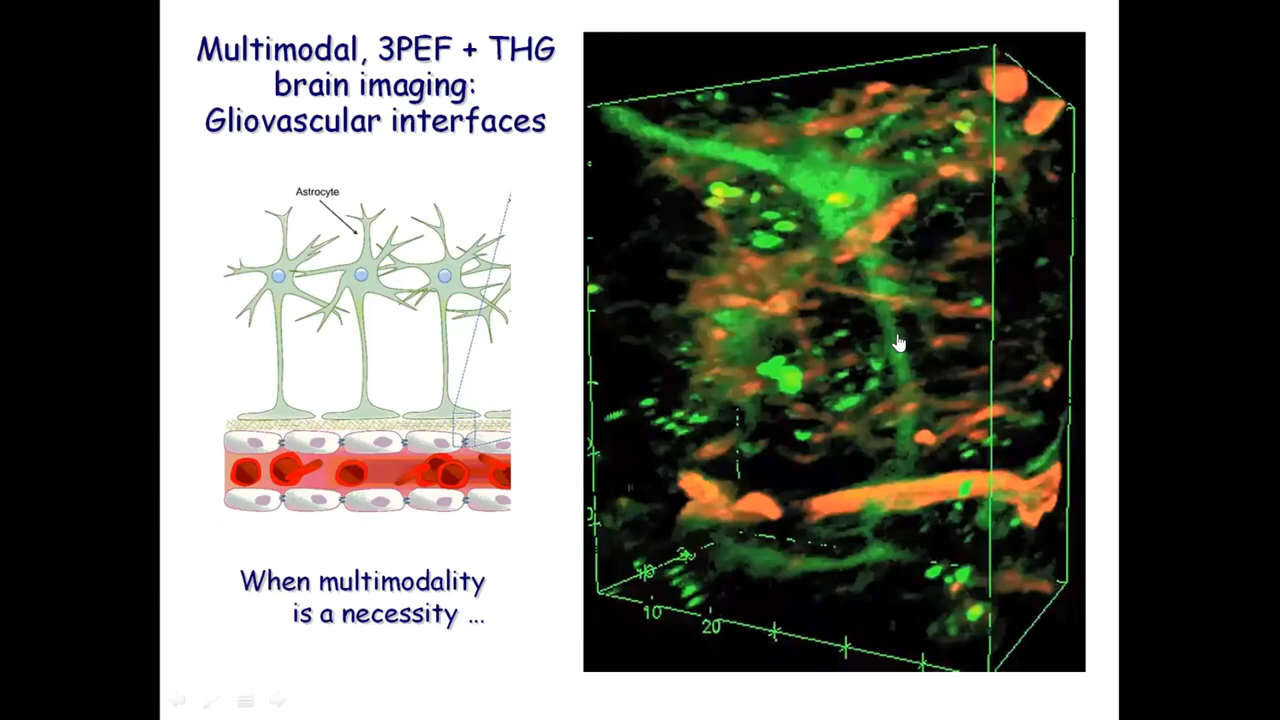 Multimodal, 3PEF + THG
brain imaging:
Gliovascular interfaces
Astrocyte
When multimodality
is a necessity ...
10
20